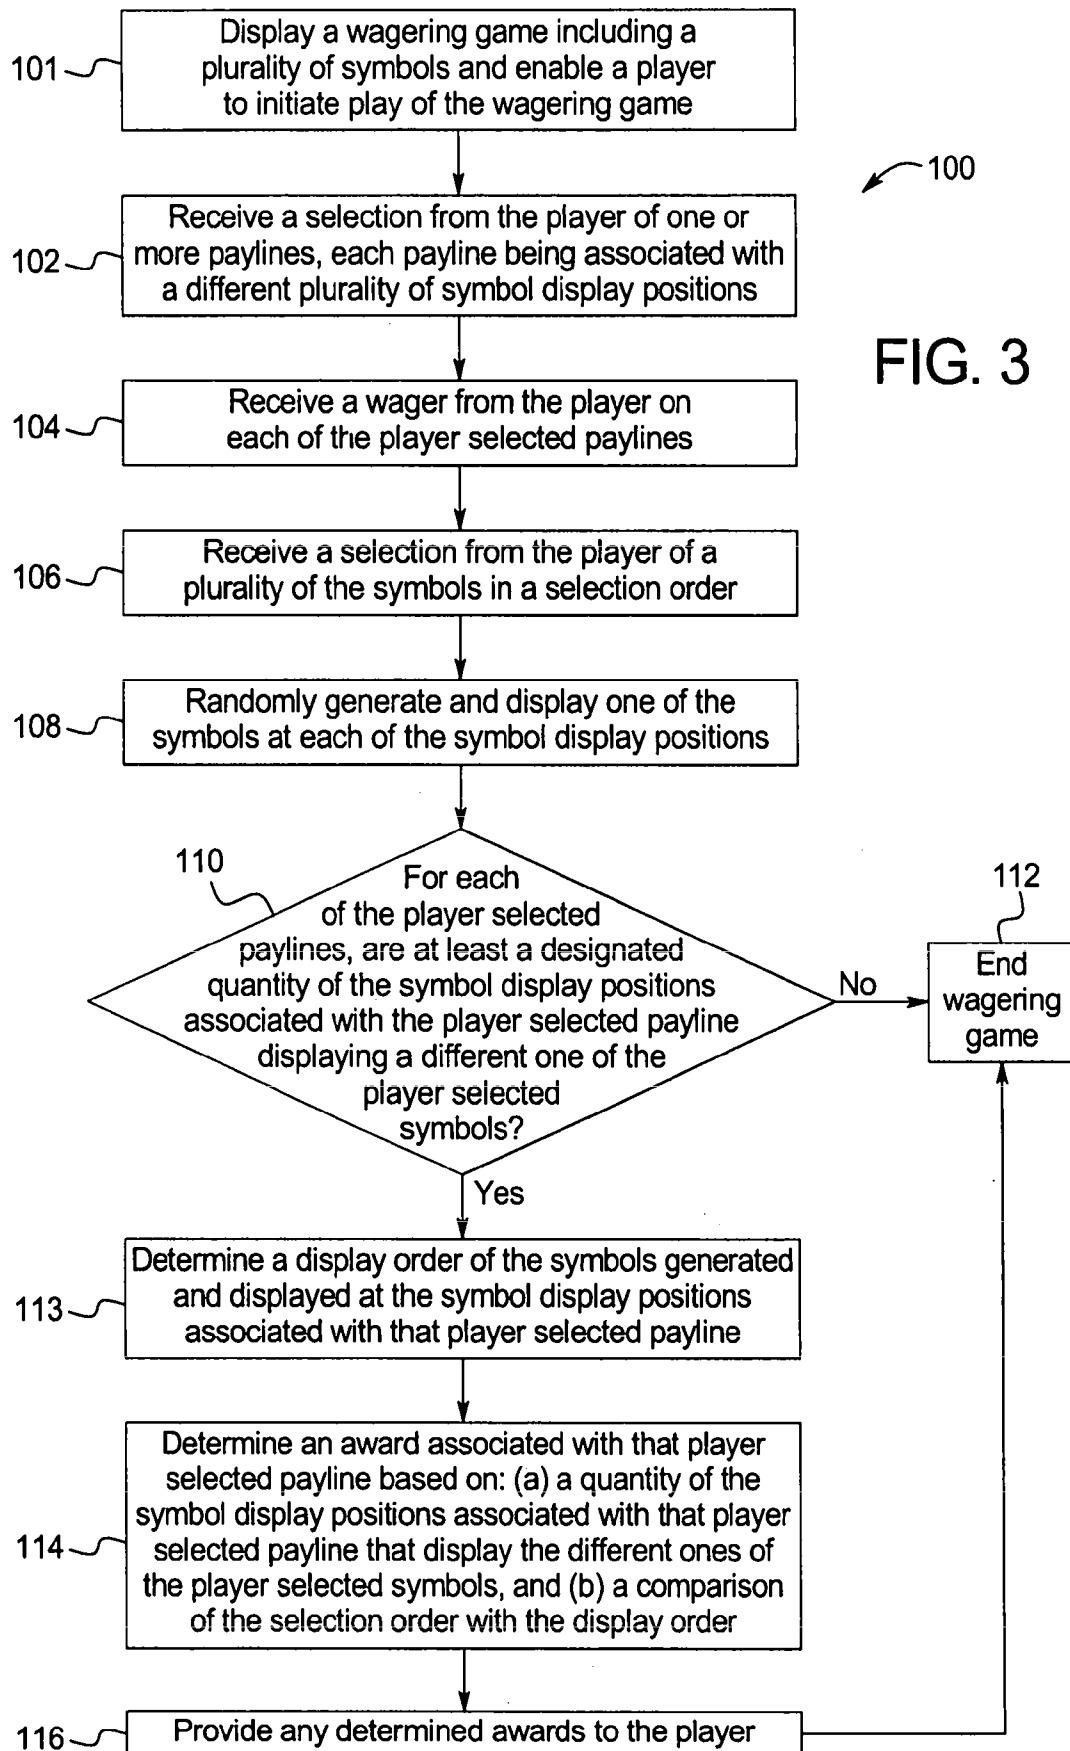 101
Display a wagering game including a
plurality of symbols and enable a player
to initiate play of the wagering game
100
102
Receive a selection from the player of one or
more paylines, each payline being associated with
a different plurality of symbol display positions
FIG. 3
104
Receive a wager from the player on
each of the player selected paylines
106
Receive a selection from the player of a
plurality of the symbols in a selection order
108
Randomly generate and display one of the
symbols at each of the symbol display positions
110
For each
of the player selected
paylines, are at least a designated
quantity of the symbol display positions
associated with the player selected payline
displaying a different one of the
player selected
symbols?
No
112
End
wagering
game
Yes
113
Determine a display order of the symbols generated
and displayed at the symbol display positions
associated with that player selected payline
114
Determine an award associated with that player
selected payline based on: (a) a quantity of the
symbol display positions associated with that player
selected payline that display the different ones of
the player selected symbols, and (b) a comparison
of the selection order with the display order
116
Provide any determined awards to the player